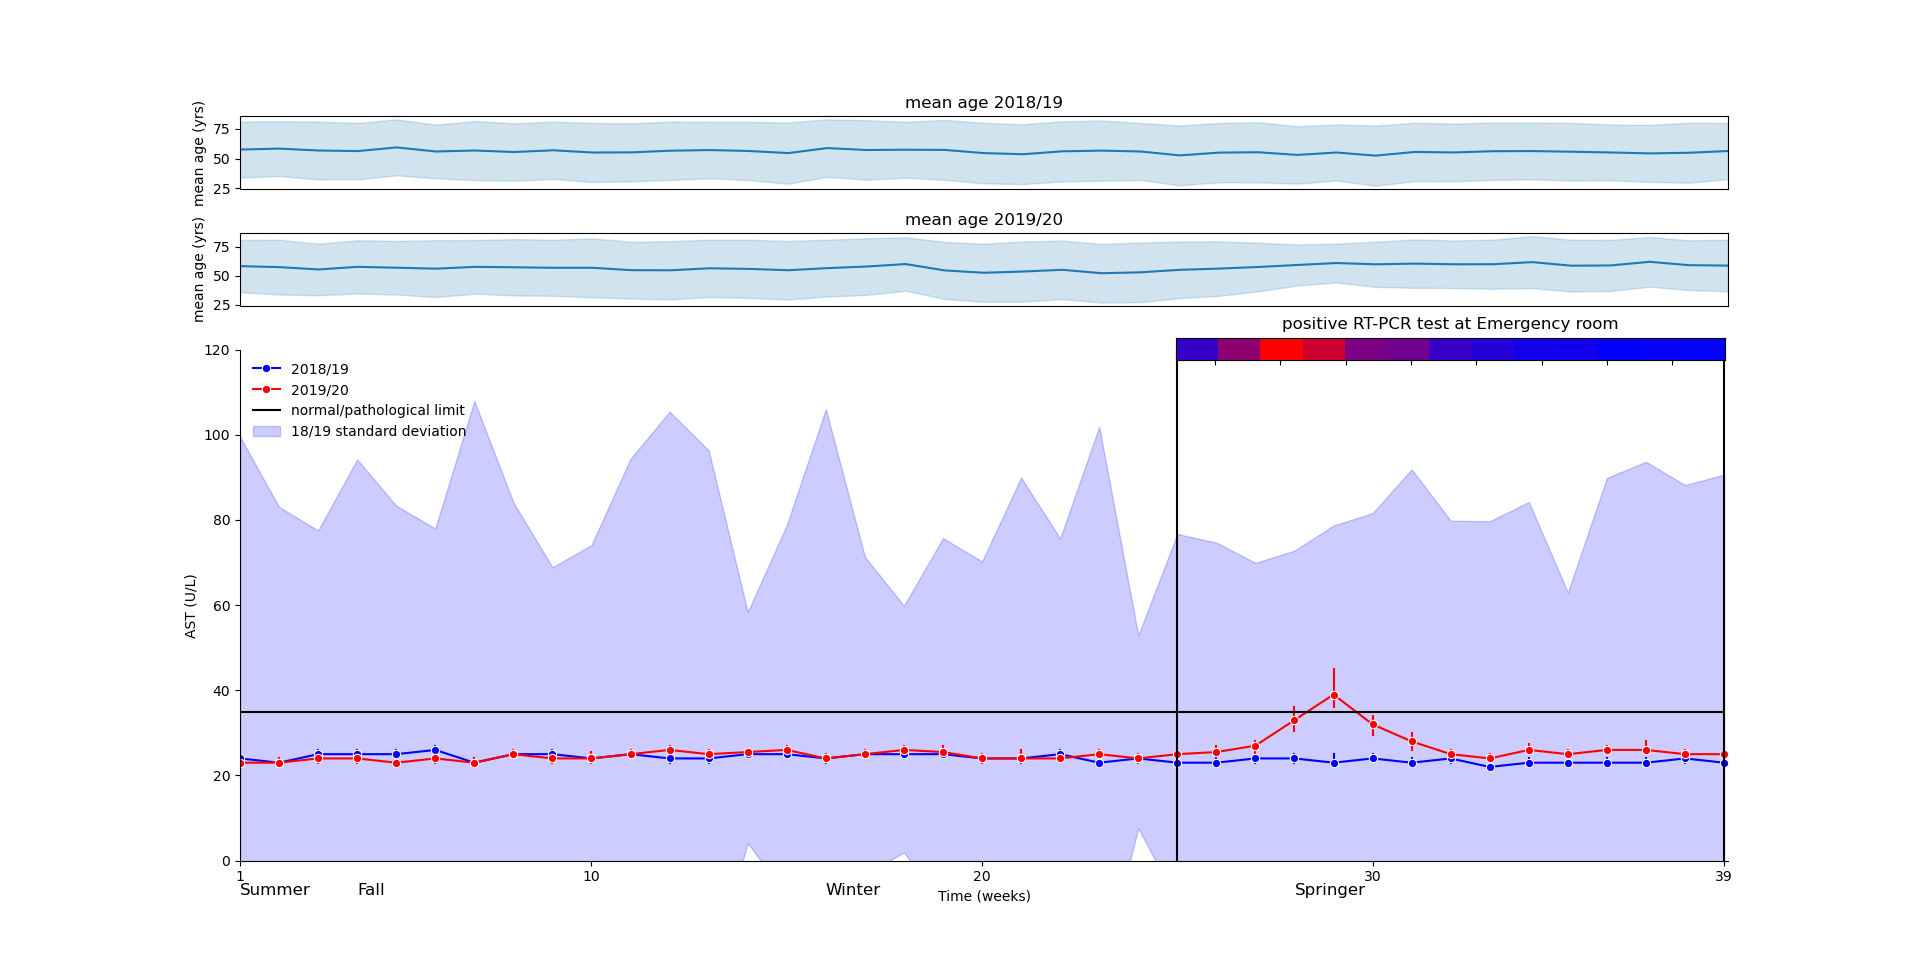 mean age 2018/19
mean age (yrs)
75
50
25
mean age 2019/20
mean age (yrs)
75
50
25
positive RT-PCR test at Emergency room
2018/19
2019/20
normal/pathological limit
18/19 standard deviation
AST (U/L)
120
100
80
60
40
20
0
1 10 20 30 39
Summer Fall Winter Springer
Time (weeks)